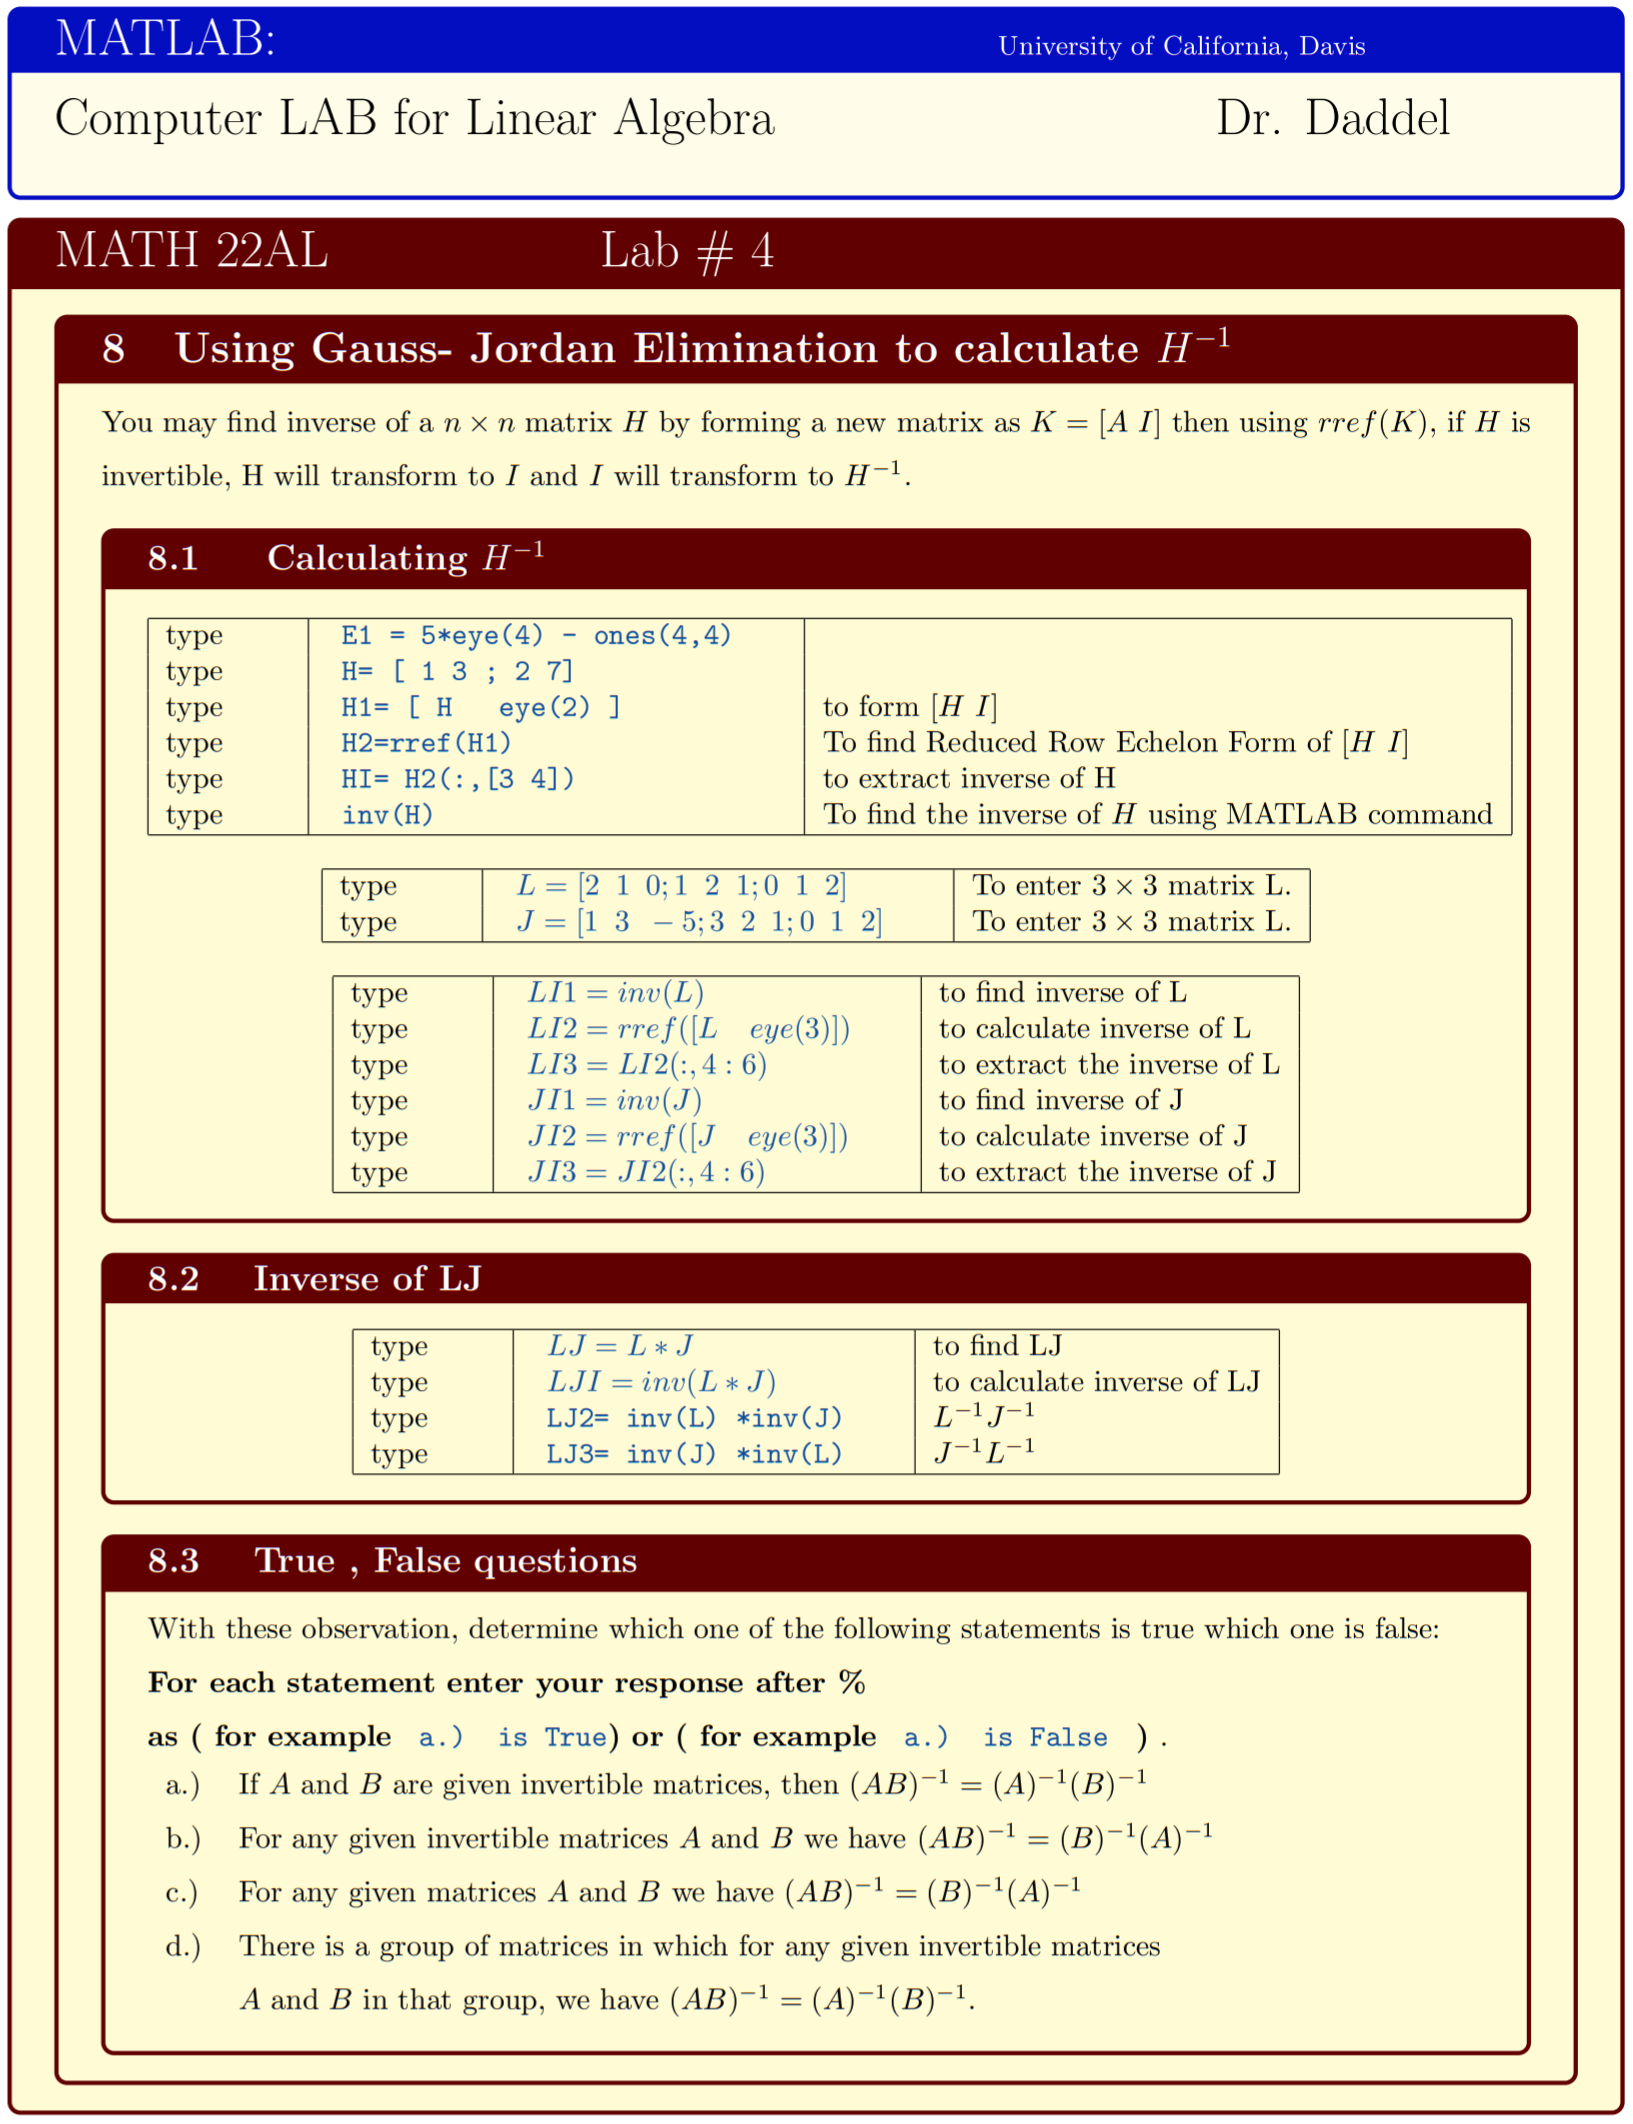 MATLAB: University of California, Davis
Computer LAB for Linear Algebra Dr. Daddel
MATH 22AL Lab # 4
8 Using Gauss- Jordan Elimination to calculate H⁻¹
You may find inverse of a n × n matrix H by forming a new matrix as K = [A I] then using rref(K), if H is
invertible, H will transform to I and I will transform to H⁻¹.
8.1 Calculating H⁻¹
type E1 = 5*eye(4) - ones(4,4)
type H= [ 1 3 ; 2 7]
type H1= [ H eye(2) ] to form [H I]
type H2=rref(H1) To find Reduced Row Echelon Form of [H I]
type HI= H2(:,[3 4]) to extract inverse of H
type inv(H) To find the inverse of H using MATLAB command
type L = [2 1 0; 1 2 1; 0 1 2] To enter 3 × 3 matrix L.
type J = [1 3 − 5; 3 2 1; 0 1 2] To enter 3 × 3 matrix L.
type LI1 = inv(L) to find inverse of L
type LI2 = rref([L eye(3)]) to calculate inverse of L
type LI3 = LI2(:, 4 : 6) to extract the inverse of L
type JI1 = inv(J) to find inverse of J
type JI2 = rref([J eye(3)]) to calculate inverse of J
type JI3 = JI2(:, 4 : 6) to extract the inverse of J
8.2 Inverse of LJ
type LJ = L ∗ J to find LJ
type LJI = inv(L ∗ J) to calculate inverse of LJ
type LJ2= inv(L) *inv(J) L⁻¹J⁻¹
type LJ3= inv(J) *inv(L) J⁻¹L⁻¹
8.3 True , False questions
With these observation, determine which one of the following statements is true which one is false:
For each statement enter your response after %
as ( for example a.) is True) or ( for example a.) is False ) .
a.) If A and B are given invertible matrices, then (AB)⁻¹ = (A)⁻¹(B)⁻¹
b.) For any given invertible matrices A and B we have (AB)⁻¹ = (B)⁻¹(A)⁻¹
c.) For any given matrices A and B we have (AB)⁻¹ = (B)⁻¹(A)⁻¹
d.) There is a group of matrices in which for any given invertible matrices
A and B in that group, we have (AB)⁻¹ = (A)⁻¹(B)⁻¹.